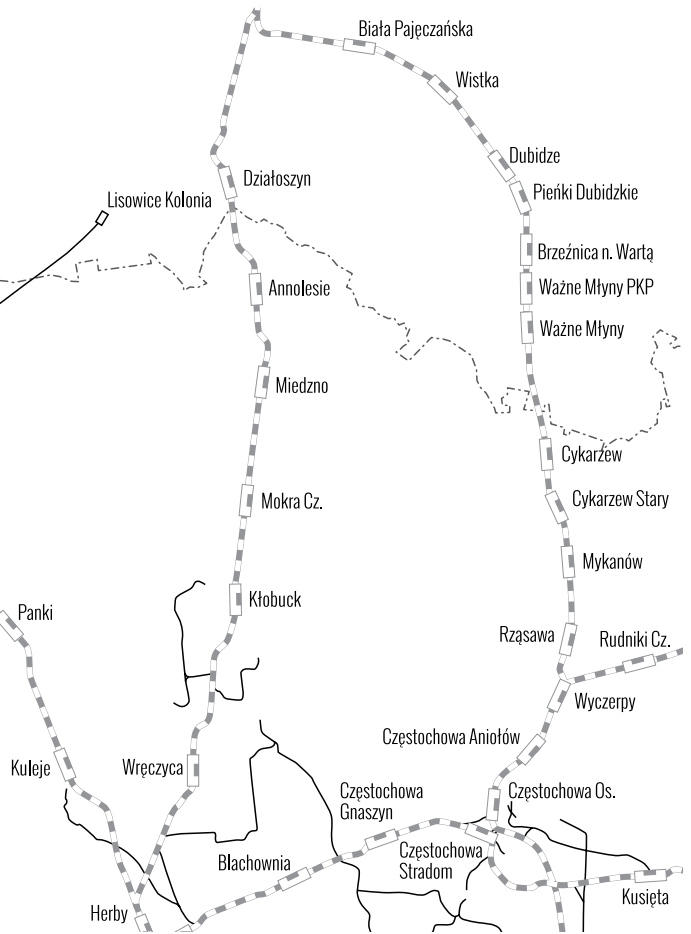 Biała Pajęczańska
Wistka
Dubidze
Działoszyn
Pieńki Dubidzkie
Lisowice Kolonia
Brzeźnica n. Wartą
Annolesie
Ważne Młyny PKP
Ważne Młyny
Miedzno
Cykarzew
Mokra Cz.
Cykarzew Stary
Mykanów
Kłobuck
Panki
Rząsawa
Rudniki Cz.
Wyczerpy
Częstochowa Aniołów
Kuleje
Wręczyca
Częstochowa
Gnaszyn
Częstochowa Os.
Częstochowa
Stradom
Blachownia
Kusięta
Herby